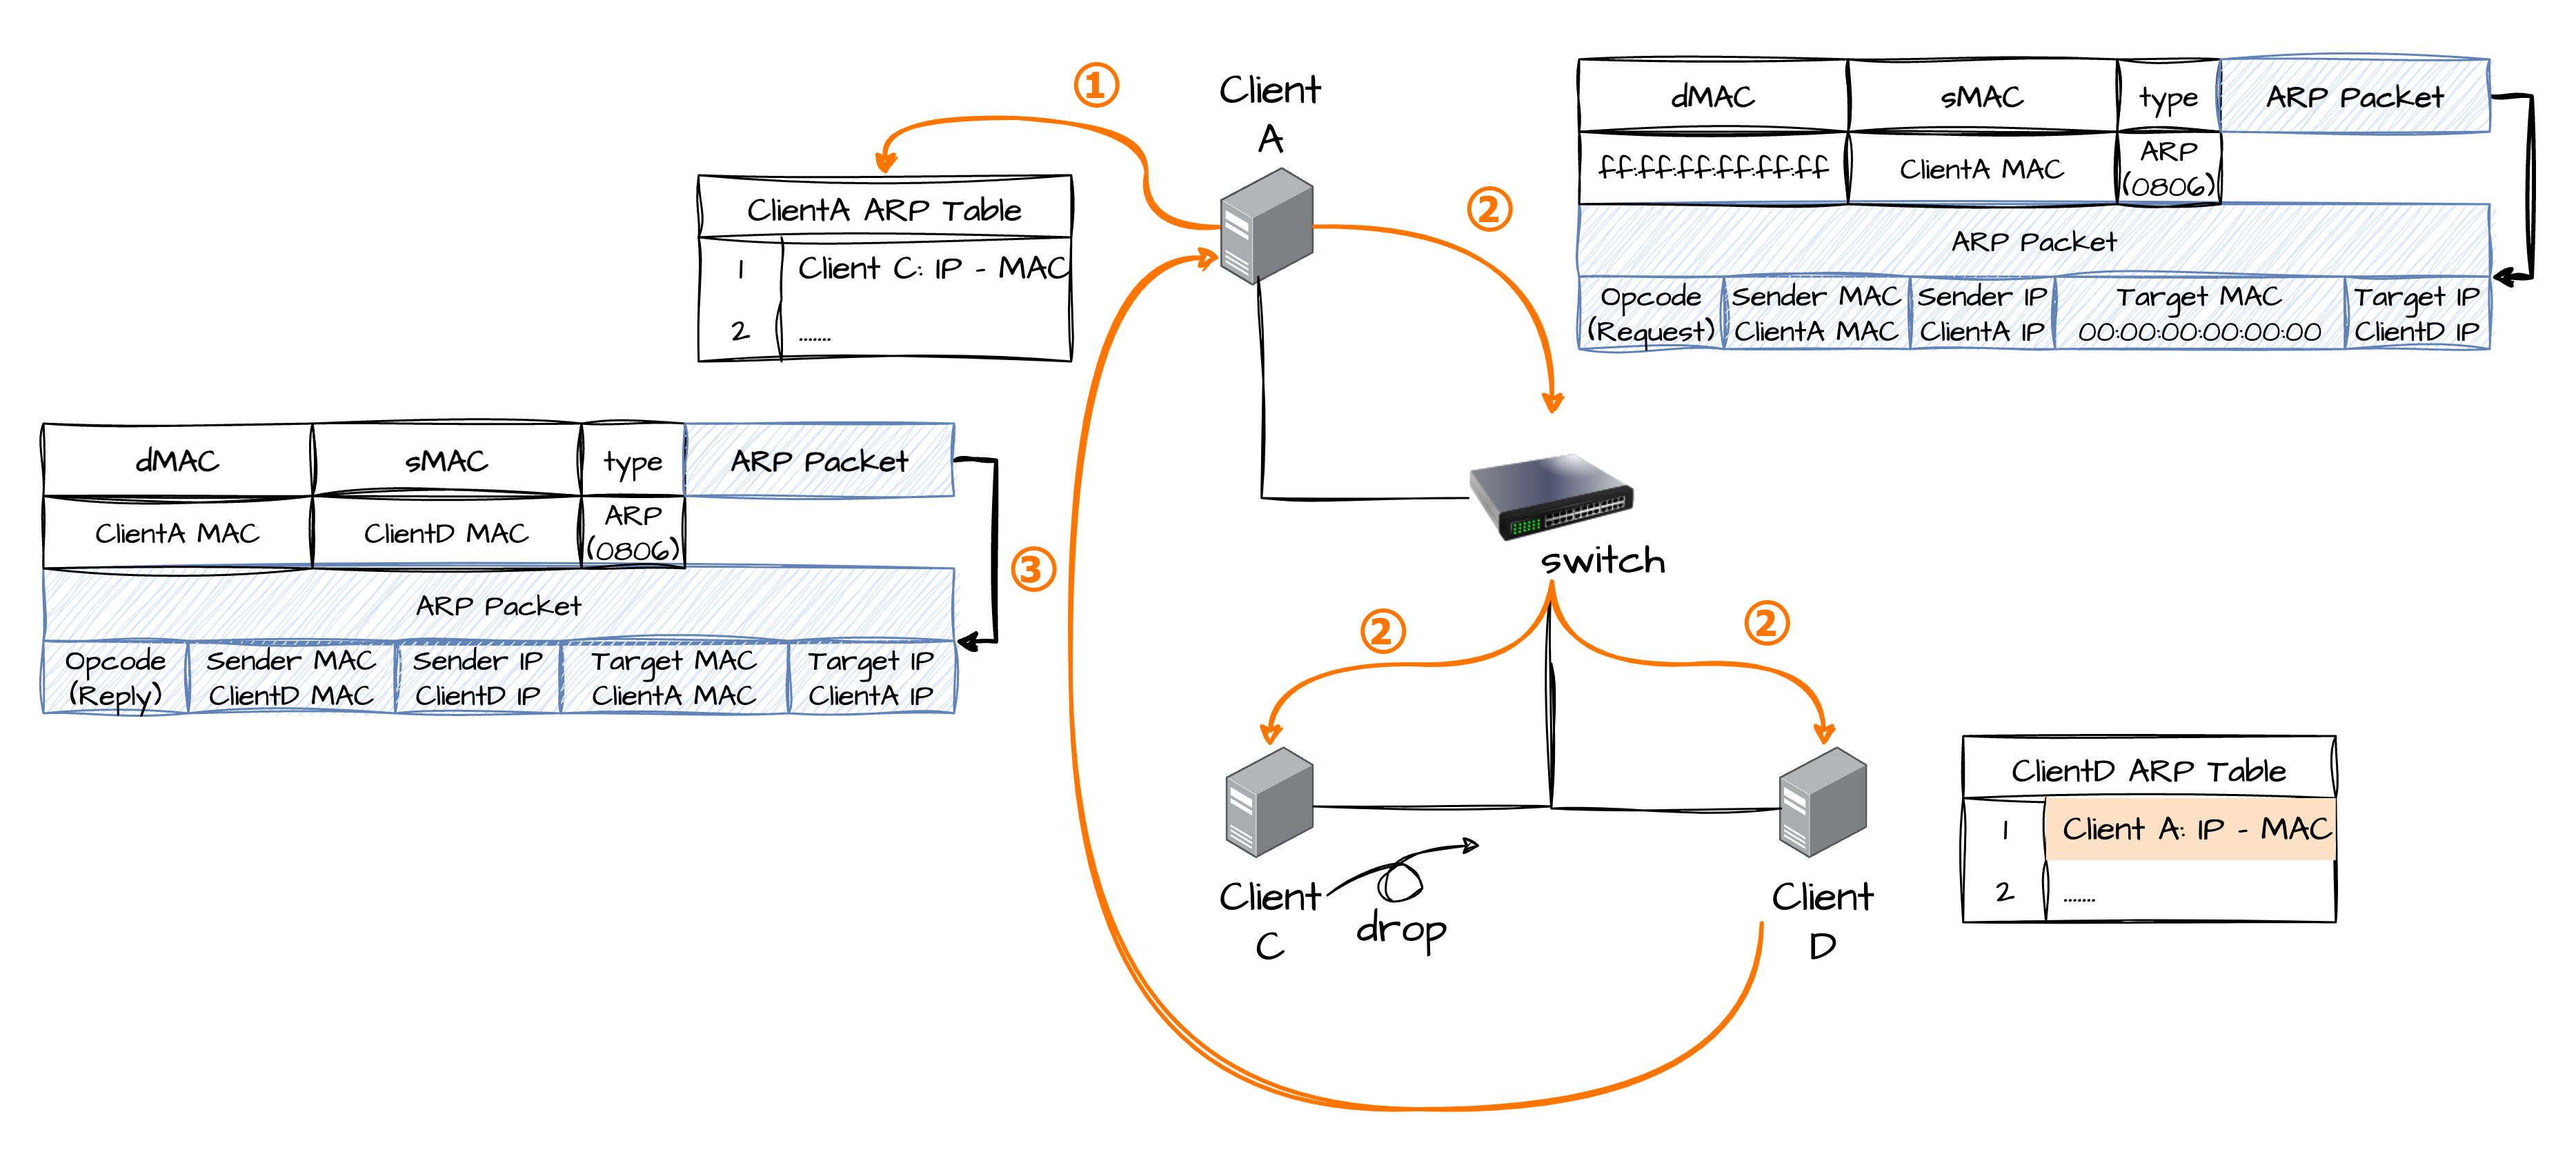 ①
Client
A
②
dMAC
sMAC
type
ARP Packet
ff:ff:ff:ff:ff:ff
ClientA MAC
ARP
(0806)
ARP Packet
Opcode
(Request)
Sender MAC
ClientA MAC
Sender IP
ClientA IP
Target MAC
00:00:00:00:00:00
Target IP
ClientD IP
ClientA ARP Table
1
Client C: IP - MAC
2
.......
dMAC
sMAC
type
ARP Packet
ClientA MAC
ClientD MAC
ARP
(0806)
ARP Packet
Opcode
(Reply)
Sender MAC
ClientD MAC
Sender IP
ClientD IP
Target MAC
ClientA MAC
Target IP
ClientA IP
③
switch
②
②
Client
C
drop
Client
D
ClientD ARP Table
1
Client A: IP - MAC
2
.......